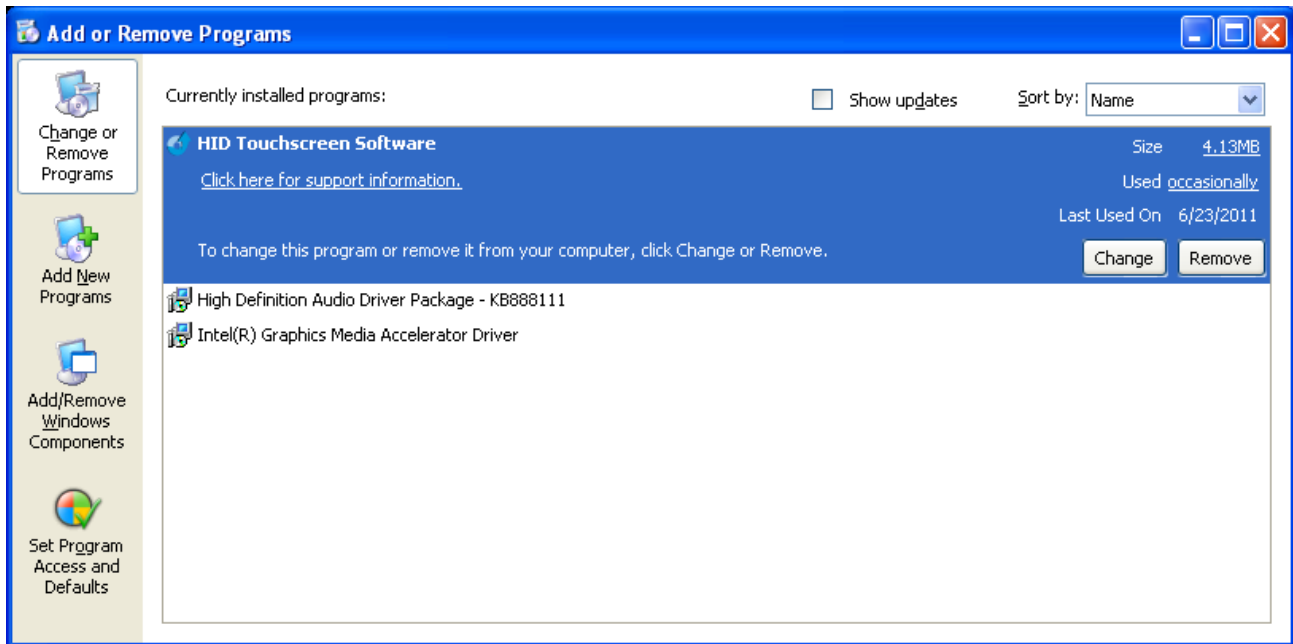 Add or Remove Programs
Change or
Remove
Programs
Add New
Programs
Add/Remove
Windows
Components
Set Program
Access and
Defaults
Currently installed programs:
Show updates
Sort by: Name
HID Touchscreen Software
Size 4.13MB
Click here for support information.
Used occasionally
Last Used On 6/23/2011
To change this program or remove it from your computer, click Change or Remove.
Change
Remove
High Definition Audio Driver Package - KB888111
Intel(R) Graphics Media Accelerator Driver